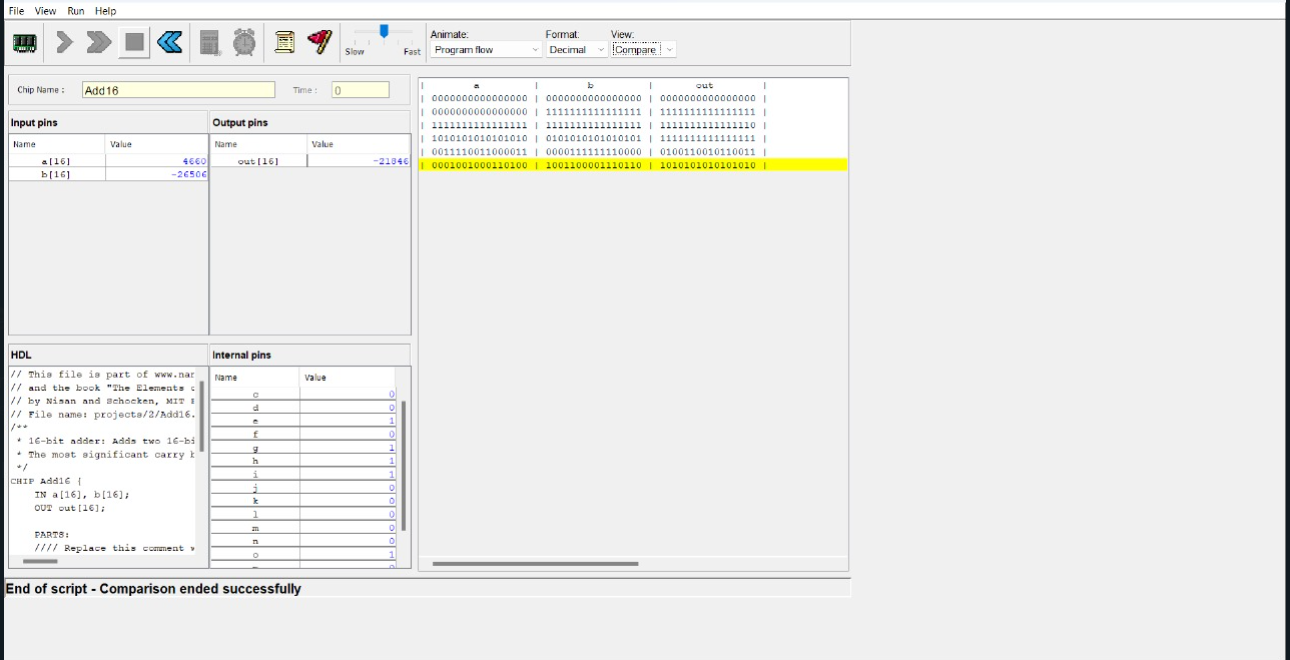 File View Run Help
Animate: Format: View:
Slow Fast Program flow Decimal Compare
Chip Name : Add16 Time : 0
Input pins
Name Value
a[16] 4660
b[16] -26506
Output pins
Name Value
out[16] -21846
| a | b | out |
| 0000000000000000 | 0000000000000000 | 0000000000000000 |
| 0000000000000000 | 1111111111111111 | 1111111111111111 |
| 1111111111111111 | 1111111111111111 | 1111111111111110 |
| 1010101010101010 | 0101010101010101 | 1111111111111111 |
| 0011110011000011 | 0000111111110000 | 0100110010110011 |
| 0001001000110100 | 1001100001110110 | 1010101010101010 |
HDL
// This file is part of www.nan
// and the book "The Elements o
// by Nisan and Schocken, MIT P
// File name: projects/2/Add16.
/**
* 16-bit adder: Adds two 16-bi
* The most significant carry b
*/
CHIP Add16 {
IN a[16], b[16];
OUT out[16];
PARTS:
//// Replace this comment w
Internal pins
Name Value
c 0
d 0
e 1
f 0
g 1
h 1
i 1
j 0
k 0
l 0
m 0
n 0
o 1
End of script - Comparison ended successfully